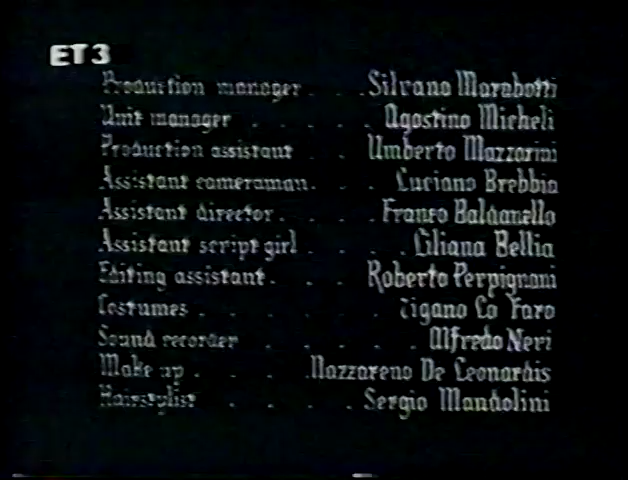 ET3
Production manager . . . Silvano Marabotti
Unit manager . . . . Agostino Micheli
Production assistant . . Umberto Mazzorini
Assistant cameraman. . . Luciano Brebbia
Assistant director . . . . Franco Baldanello
Assistant script girl . . . . Liliana Bellia
Editing assistant . . . Roberto Perpignani
Costumes . . . . . . Tigano Lo Faro
Sound recorder . . . . . Alfredo Neri
Make up . . . . Nazzareno De Leonardis
Hairstylist . . . . Sergio Mandolini